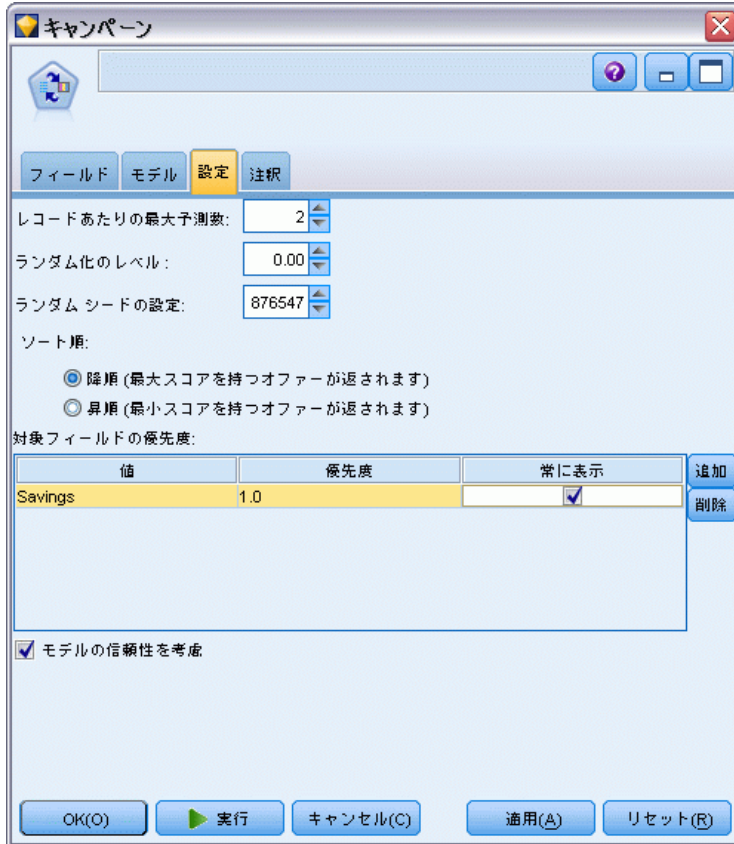 キャンペーン
フィールド モデル 設定 注釈
レコードあたりの最大予測数: 2
ランダム化のレベル: 0.00
ランダム シードの設定: 876547
ソート順:
降順 (最大スコアを持つオファーが返されます)
昇順 (最小スコアを持つオファーが返されます)
対象フィールドの優先度:
値 優先度 常に表示 追加
Savings 1.0 削除
モデルの信頼性を考慮
OK(O) 実行 キャンセル(C) 適用(A) リセット(R)